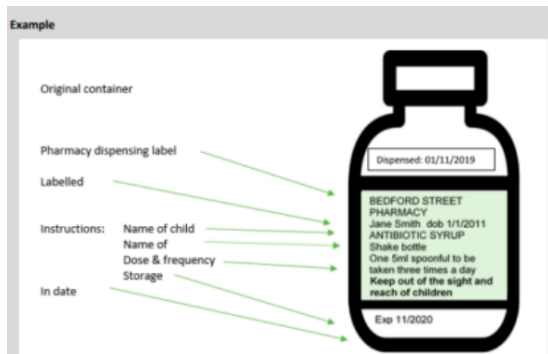 Example
Original container
Pharmacy dispensing label
Labelled
Instructions: Name of child
Name of
Dose & frequency
Storage
In date
Dispensed: 01/11/2019
BEDFORD STREET
PHARMACY
Jane Smith dob 1/1/2011
ANTIBIOTIC SYRUP
Shake bottle
One 5ml spoonful to be
taken three times a day
Keep out of the sight and
reach of children
Exp 11/2020